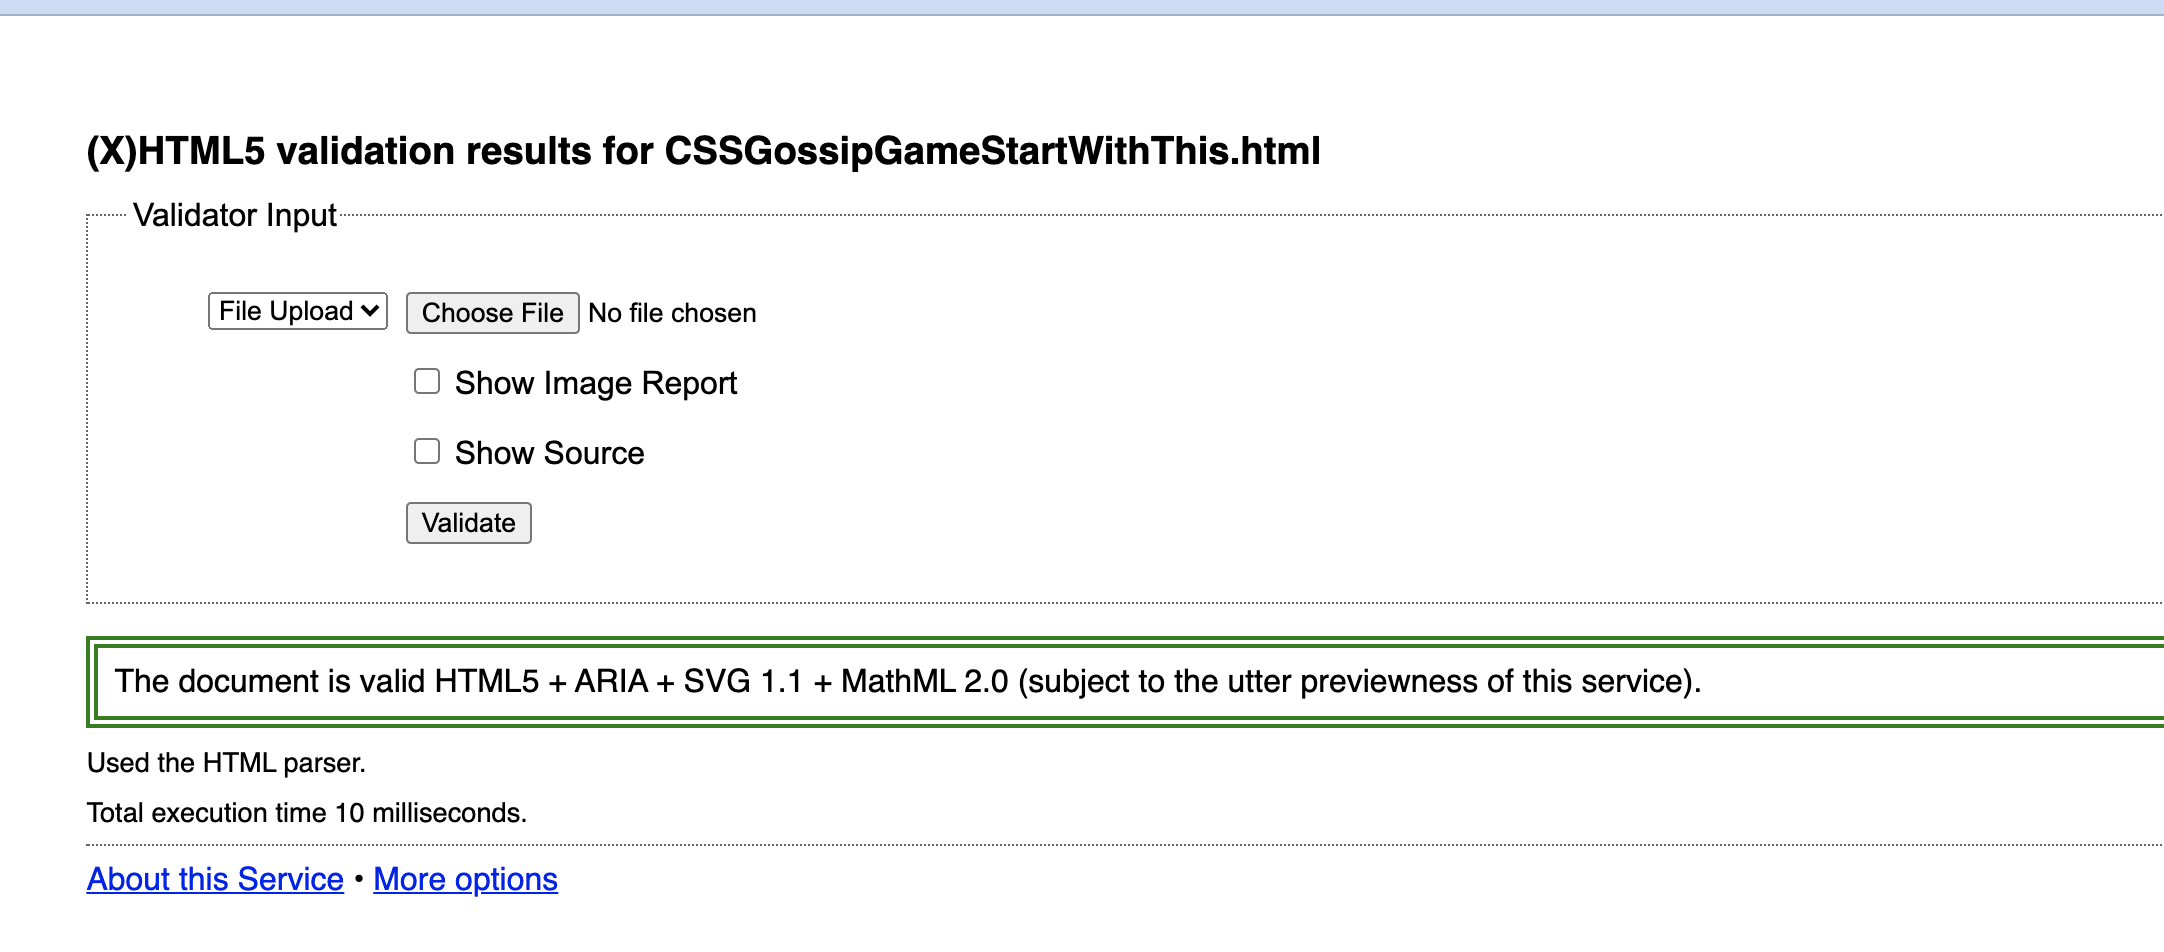 (X)HTML5 validation results for CSSGossipGameStartWithThis.html
Validator Input
File Upload Choose File No file chosen
Show Image Report
Show Source
Validate
The document is valid HTML5 + ARIA + SVG 1.1 + MathML 2.0 (subject to the utter previewness of this service).
Used the HTML parser.
Total execution time 10 milliseconds.
About this Service • More options